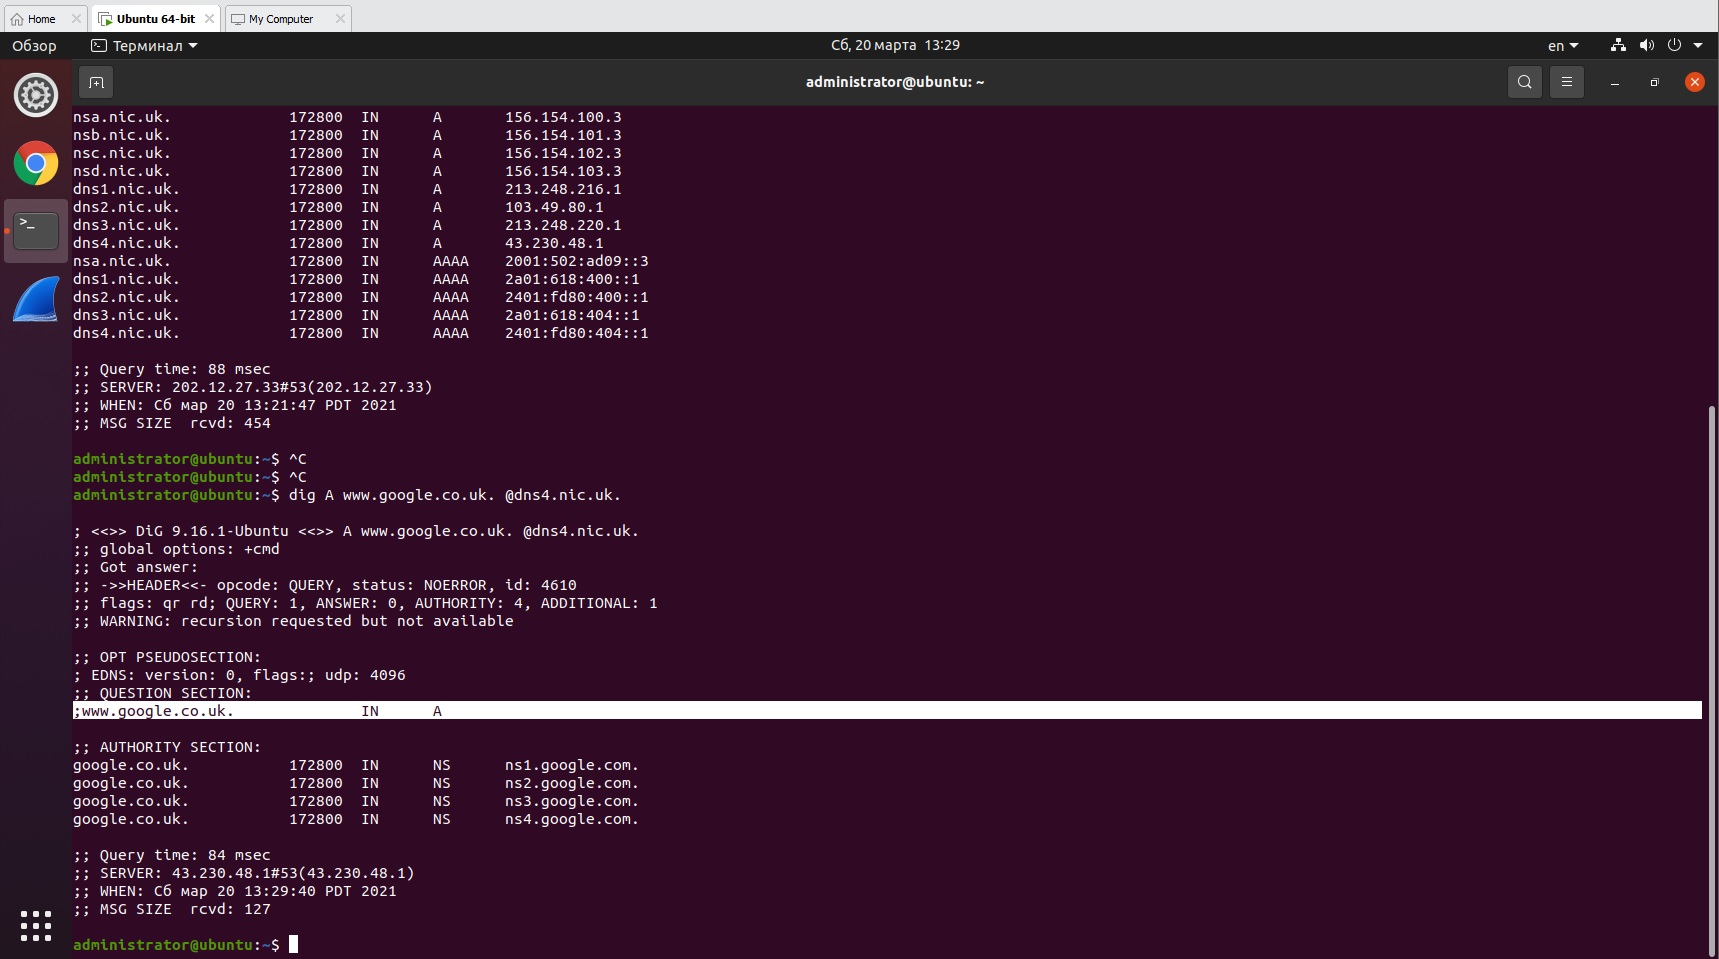 Home
Ubuntu 64-bit
My Computer
Обзор
Терминал
Сб, 20 марта 13:29
en
administrator@ubuntu: ~
nsa.nic.uk. 172800 IN A 156.154.100.3
nsb.nic.uk. 172800 IN A 156.154.101.3
nsc.nic.uk. 172800 IN A 156.154.102.3
nsd.nic.uk. 172800 IN A 156.154.103.3
dns1.nic.uk. 172800 IN A 213.248.216.1
dns2.nic.uk. 172800 IN A 103.49.80.1
dns3.nic.uk. 172800 IN A 213.248.220.1
dns4.nic.uk. 172800 IN A 43.230.48.1
nsa.nic.uk. 172800 IN AAAA 2001:502:ad09::3
dns1.nic.uk. 172800 IN AAAA 2a01:618:400::1
dns2.nic.uk. 172800 IN AAAA 2401:fd80:400::1
dns3.nic.uk. 172800 IN AAAA 2a01:618:404::1
dns4.nic.uk. 172800 IN AAAA 2401:fd80:404::1
;; Query time: 88 msec
;; SERVER: 202.12.27.33#53(202.12.27.33)
;; WHEN: Сб мар 20 13:21:47 PDT 2021
;; MSG SIZE rcvd: 454
administrator@ubuntu:~$ ^C
administrator@ubuntu:~$ ^C
administrator@ubuntu:~$ dig A www.google.co.uk. @dns4.nic.uk.
; <<>> DiG 9.16.1-Ubuntu <<>> A www.google.co.uk. @dns4.nic.uk.
;; global options: +cmd
;; Got answer:
;; ->>HEADER<<- opcode: QUERY, status: NOERROR, id: 4610
;; flags: qr rd; QUERY: 1, ANSWER: 0, AUTHORITY: 4, ADDITIONAL: 1
;; WARNING: recursion requested but not available
;; OPT PSEUDOSECTION:
; EDNS: version: 0, flags:; udp: 4096
;; QUESTION SECTION:
;www.google.co.uk. IN A
;; AUTHORITY SECTION:
google.co.uk. 172800 IN NS ns1.google.com.
google.co.uk. 172800 IN NS ns2.google.com.
google.co.uk. 172800 IN NS ns3.google.com.
google.co.uk. 172800 IN NS ns4.google.com.
;; Query time: 84 msec
;; SERVER: 43.230.48.1#53(43.230.48.1)
;; WHEN: Сб мар 20 13:29:40 PDT 2021
;; MSG SIZE rcvd: 127
administrator@ubuntu:~$